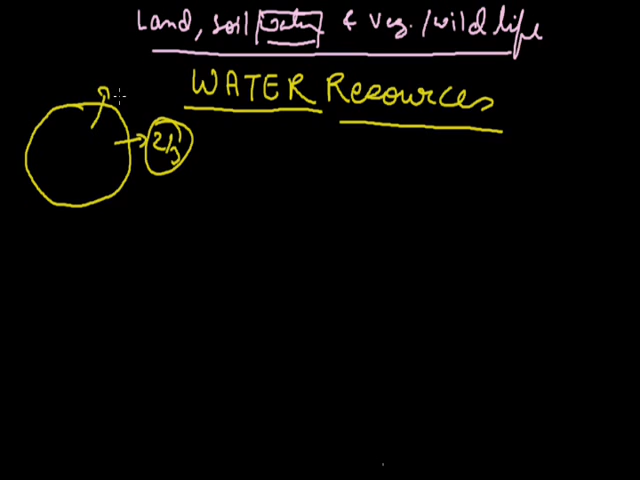 Land, soil, water & veg./wild life
WATER Resources
2/3